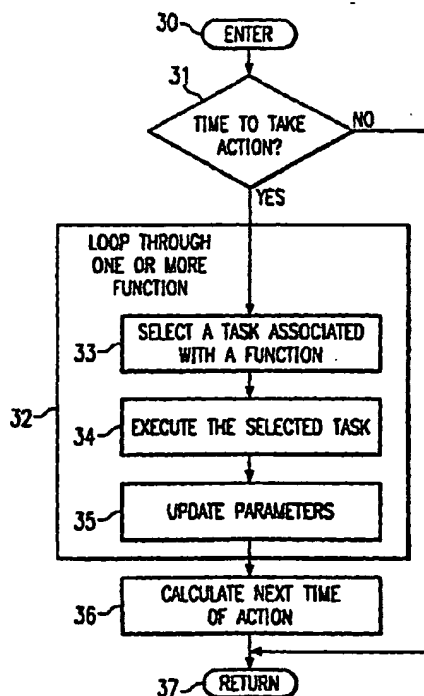 30
ENTER
31
TIME TO TAKE
ACTION?
NO
YES
LOOP THROUGH
ONE OR MORE
FUNCTION
33
SELECT A TASK ASSOCIATED
WITH A FUNCTION
32
34
EXECUTE THE SELECTED TASK
35
UPDATE PARAMETERS
36
CALCULATE NEXT TIME
OF ACTION
37
RETURN